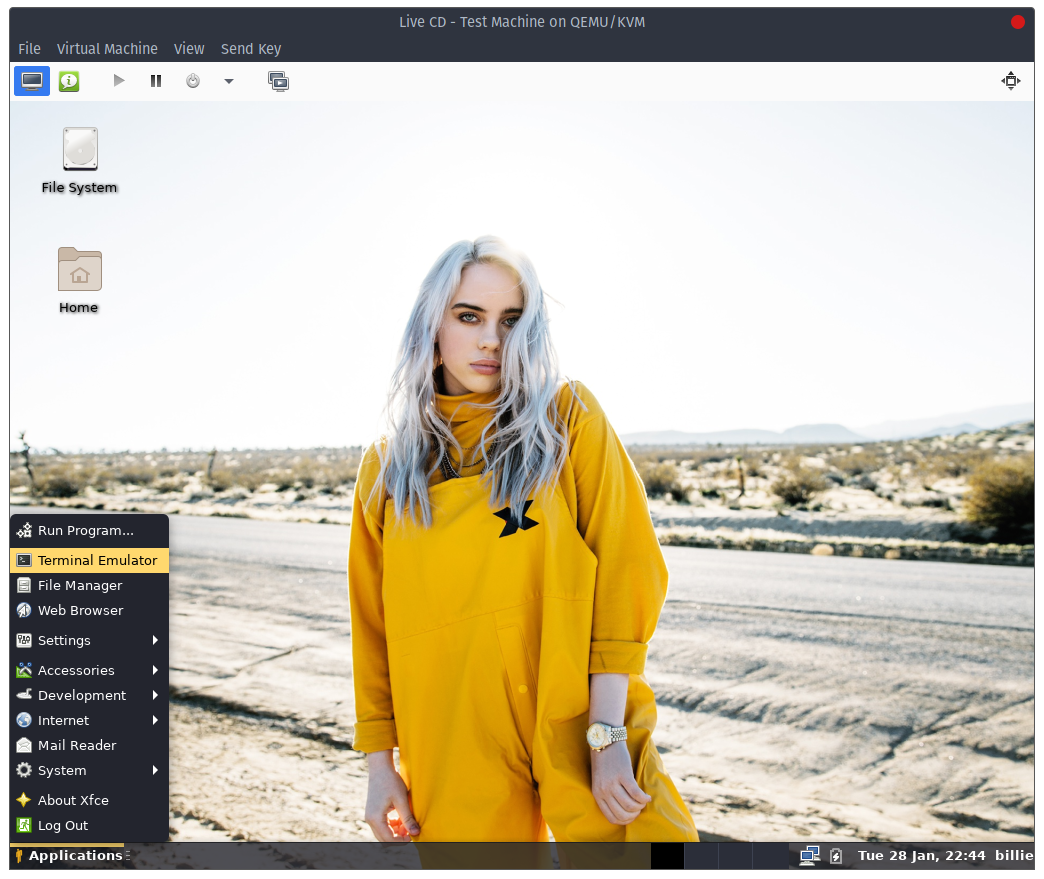 Live CD - Test Machine on QEMU/KVM
File Virtual Machine View Send Key
File System
Home
Run Program...
Terminal Emulator
File Manager
Web Browser
Settings
Accessories
Development
Internet
Mail Reader
System
About Xfce
Log Out
Applications Tue 28 Jan, 22:44 billie